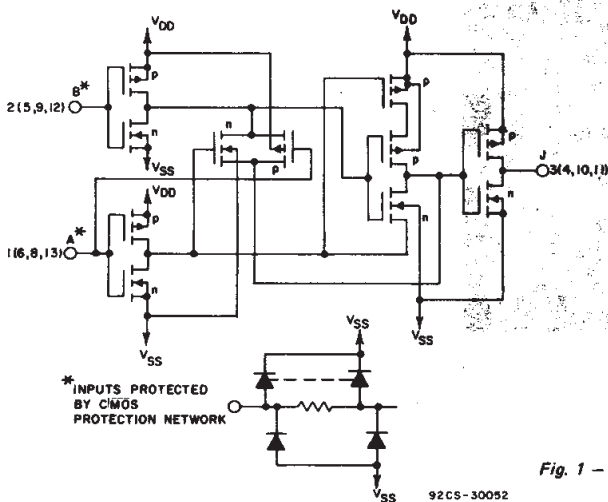 VDD
VDD
B*
2(5,9,12)
p
n
VSS
VDD
A*
1(6,8,13)
p
n
VSS
n
p
p
p
n
VSS
p
J
3(4,10,11)
n
VSS
*INPUTS PROTECTED
BY CMOS
PROTECTION NETWORK
VSS
92CS-30052
Fig. 1 –